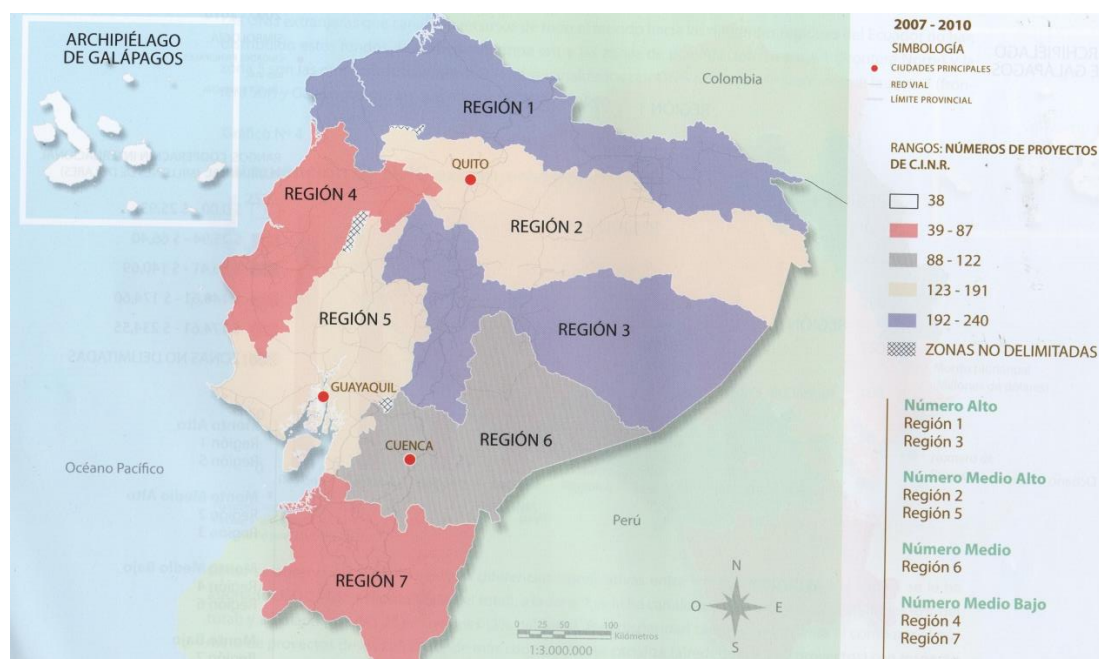 ARCHIPIÉLAGO
DE GALÁPAGOS
Colombia
REGIÓN 1
QUITO
REGIÓN 4
REGIÓN 2
REGIÓN 5
REGIÓN 3
GUAYAQUIL
CUENCA
REGIÓN 6
Océano Pacífico
Perú
REGIÓN 7
N
O
E
S
0 25 50 100
Kilómetros
1:3.000.000
2007 - 2010
SIMBOLOGÍA
CIUDADES PRINCIPALES
RED VIAL
LÍMITE PROVINCIAL
RANGOS: NÚMEROS DE PROYECTOS
DE C.I.N.R.
38
39 - 87
88 - 122
123 - 191
192 - 240
ZONAS NO DELIMITADAS
Número Alto
Región 1
Región 3
Número Medio Alto
Región 2
Región 5
Número Medio
Región 6
Número Medio Bajo
Región 4
Región 7